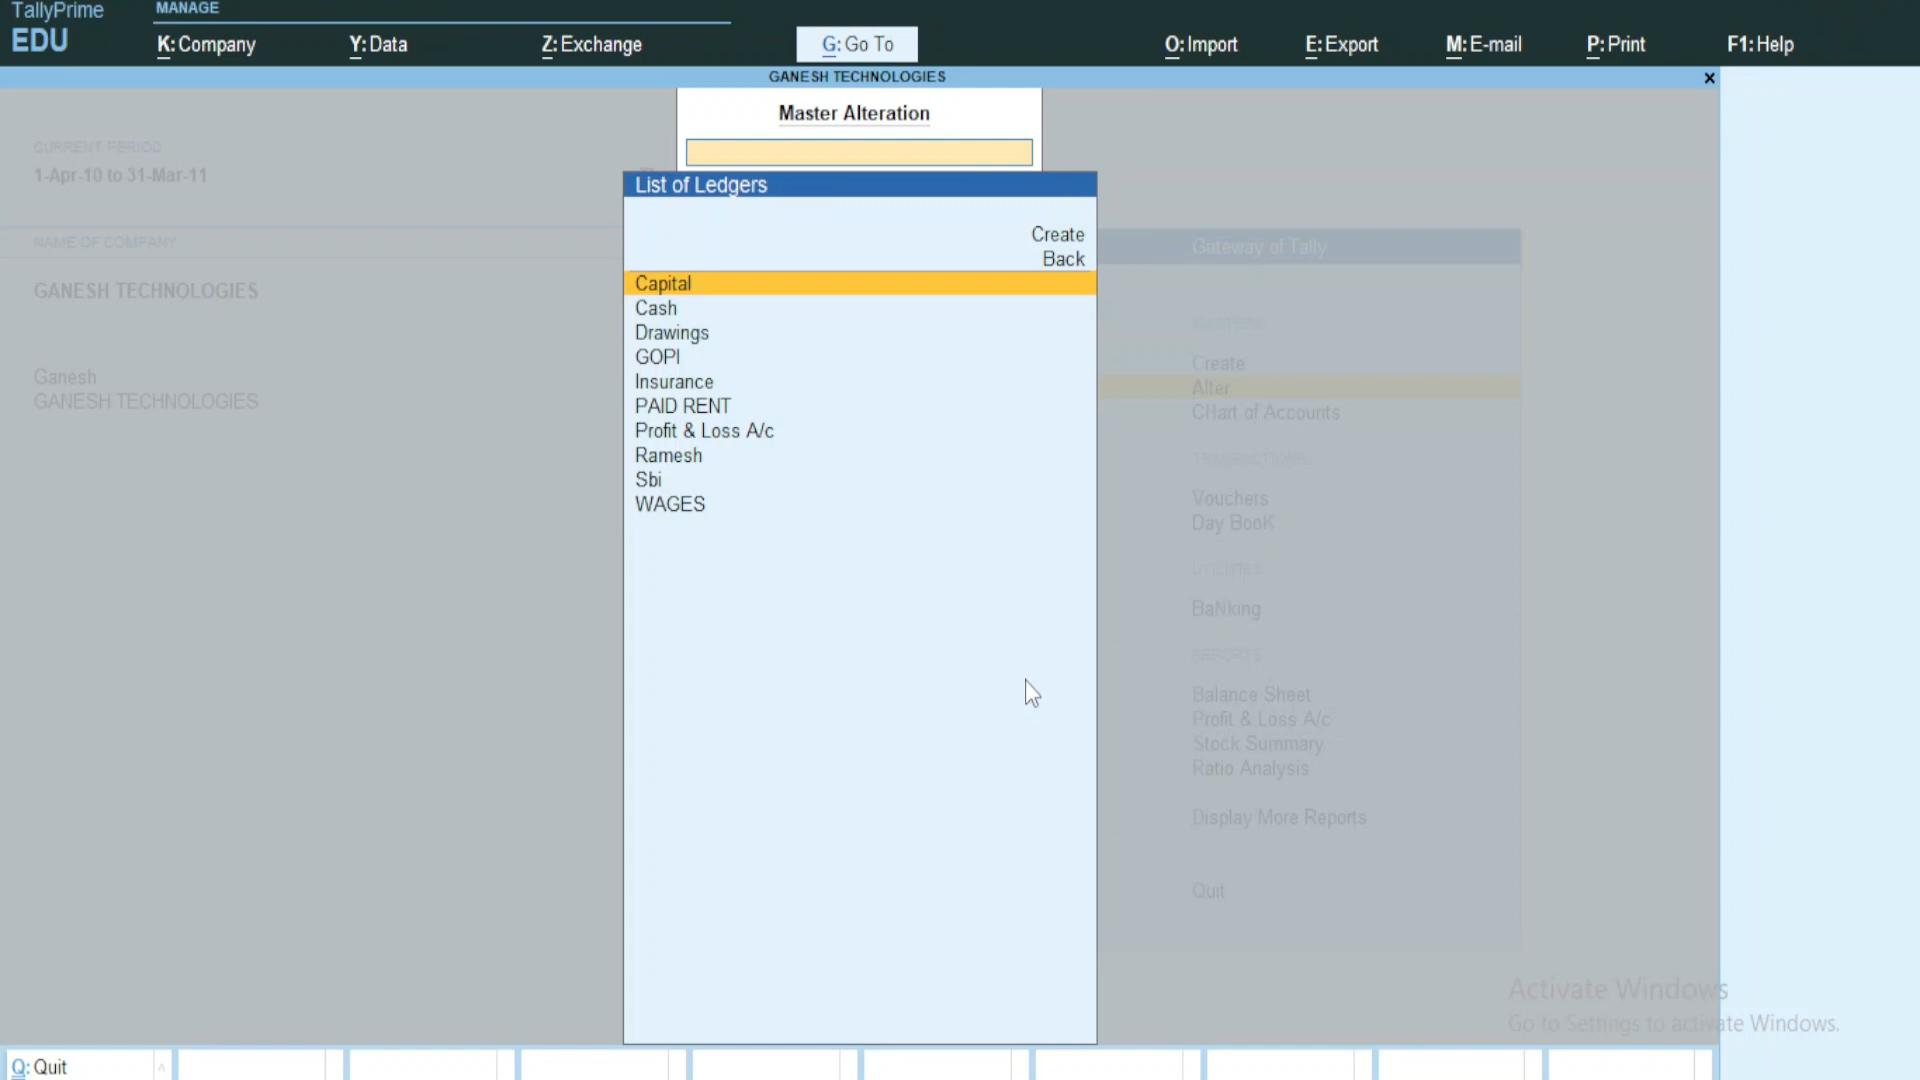 TallyPrime
EDU
MANAGE
K: Company
Y: Data
Z: Exchange
G: Go To
O: Import
E: Export
M: E-mail
P: Print
F1: Help
GANESH TECHNOLOGIES
Master Alteration
CURRENT PERIOD
1-Apr-10 to 31-Mar-11
NAME OF COMPANY
GANESH TECHNOLOGIES
Ganesh
GANESH TECHNOLOGIES
List of Ledgers
Create
Back
Capital
Cash
Drawings
GOPI
Insurance
PAID RENT
Profit & Loss A/c
Ramesh
Sbi
WAGES
Gateway of Tally
MASTERS
Create
Alter
CHart of Accounts
TRANSACTIONS
Vouchers
Day BooK
UTILITIES
BaNking
REPORTS
Balance Sheet
Profit & Loss A/c
Stock Summary
Ratio Analysis
Display More Reports
Quit
Activate Windows
Go to Settings to activate Windows.
Q: Quit